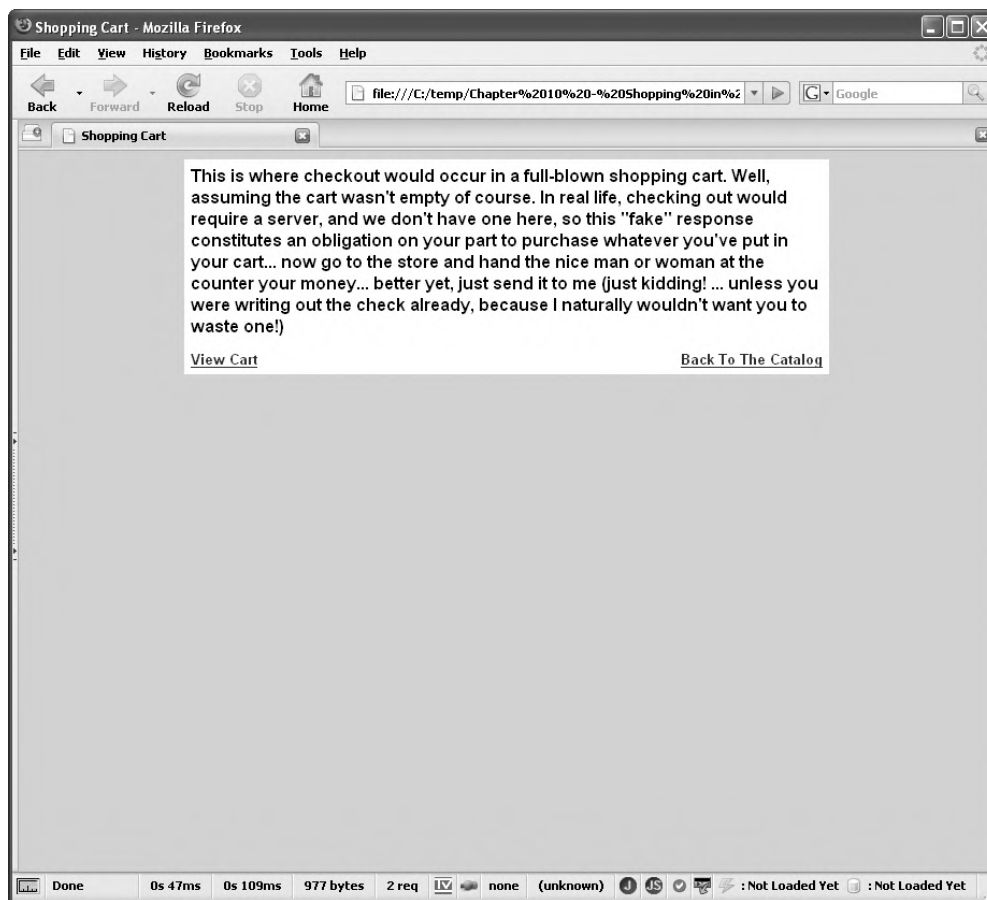 Shopping Cart - Mozilla Firefox
File Edit View History Bookmarks Tools Help
Back Forward Reload Stop Home file:///C:/temp/Chapter%2010%20-%20Shopping%20in%2 G Google
Shopping Cart
This is where checkout would occur in a full-blown shopping cart. Well,
assuming the cart wasn't empty of course. In real life, checking out would
require a server, and we don't have one here, so this "fake" response
constitutes an obligation on your part to purchase whatever you've put in
your cart... now go to the store and hand the nice man or woman at the
counter your money... better yet, just send it to me (just kidding! ... unless you
were writing out the check already, because I naturally wouldn't want you to
waste one!)
View Cart Back To The Catalog
Done 0s 47ms 0s 109ms 977 bytes 2 req none (unknown) J JS : Not Loaded Yet : Not Loaded Yet